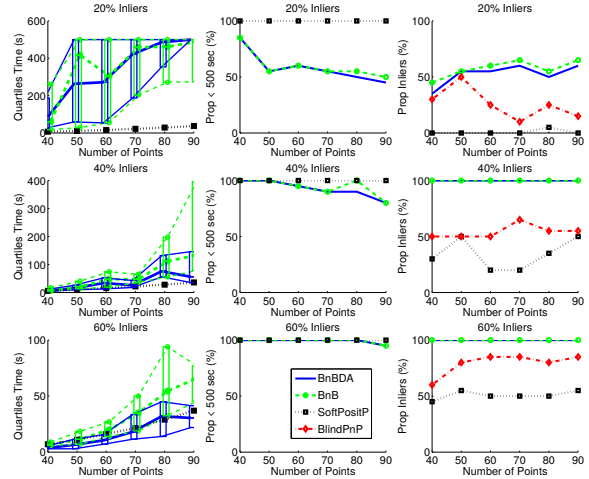 20% Inliers
20% Inliers
20% Inliers
Quartiles Time (s)
600
400
200
0
40 50 60 70 80 90
Number of Points
Prop < 500 sec (%)
100
50
0
40 50 60 70 80 90
Number of Points
Prop Inliers (%)
100
50
0
40 50 60 70 80 90
Number of Points
40% Inliers
40% Inliers
40% Inliers
Quartiles Time (s)
400
300
200
100
0
40 50 60 70 80 90
Number of Points
Prop < 500 sec (%)
100
50
0
40 50 60 70 80 90
Number of Points
Prop Inliers (%)
100
50
0
40 50 60 70 80 90
Number of Points
60% Inliers
60% Inliers
60% Inliers
Quartiles Time (s)
100
50
0
40 50 60 70 80 90
Number of Points
Prop < 500 sec (%)
100
50
0
BnBDA
BnB
SoftPositP
BlindPnP
40 50 60 70 80 90
Number of Points
Prop Inliers (%)
100
50
0
40 50 60 70 80 90
Number of Points